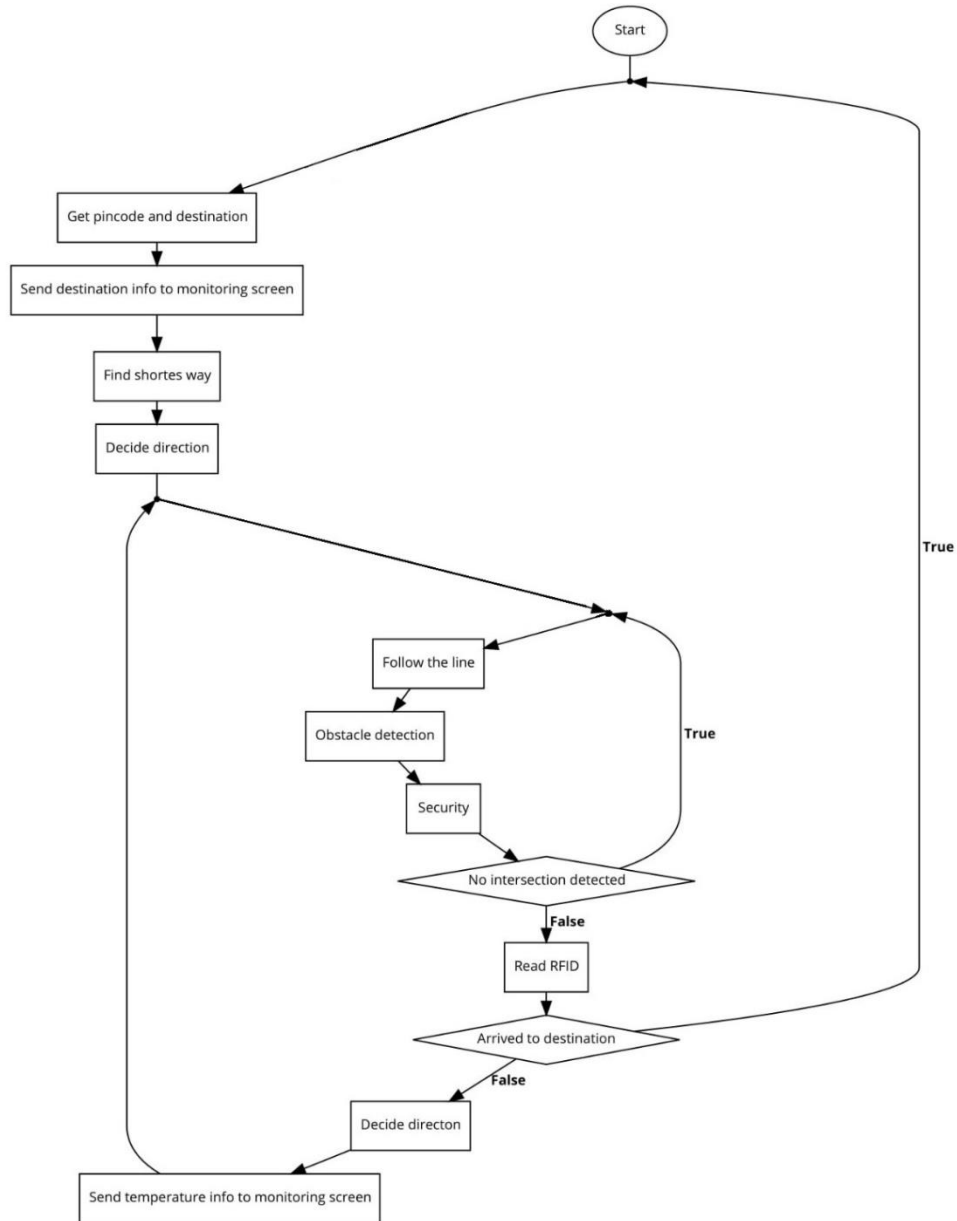 Start
Get pincode and destination
Send destination info to monitoring screen
Find shortes way
Decide direction
True
Follow the line
Obstacle detection
True
Security
No intersection detected
False
Read RFID
Arrived to destination
False
Decide directon
Send temperature info to monitoring screen